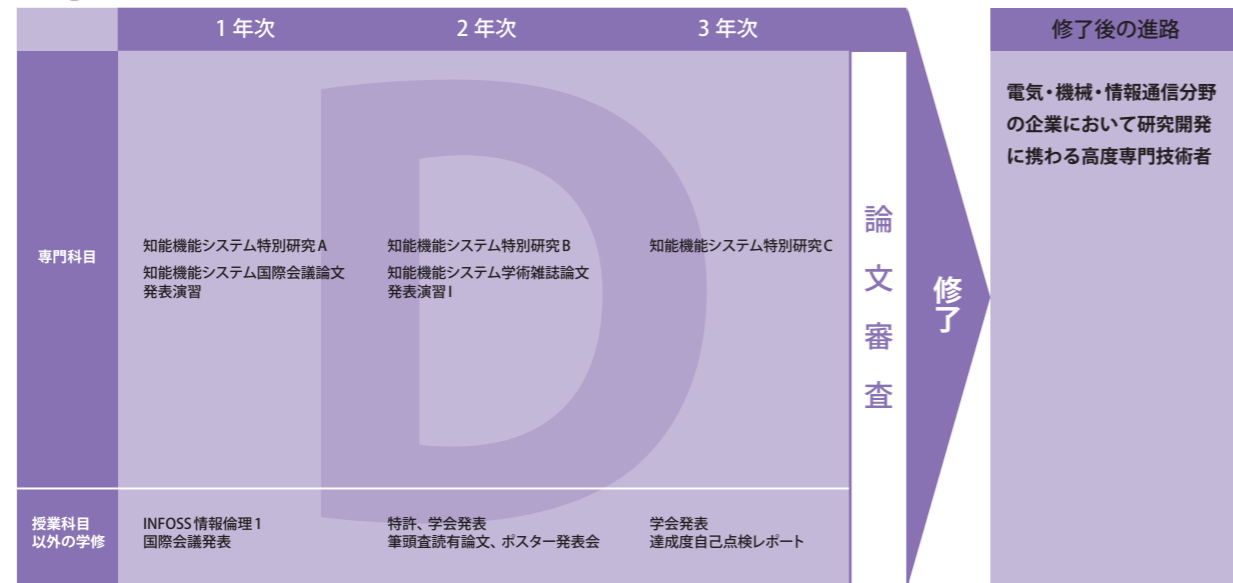 1年次
2年次
3年次
修了後の進路
専門科目
知能機能システム特別研究A
知能機能システム国際会議論文
発表演習
知能機能システム特別研究B
知能機能システム学術雑誌論文
発表演習I
知能機能システム特別研究C
授業科目
以外の学修
INFOSS情報倫理1
国際会議発表
特許、学会発表
筆頭査読有論文、ポスター発表会
学会発表
達成度自己点検レポート
論文審査
修了
電気・機械・情報通信分野
の企業において研究開発
に携わる高度専門技術者
D